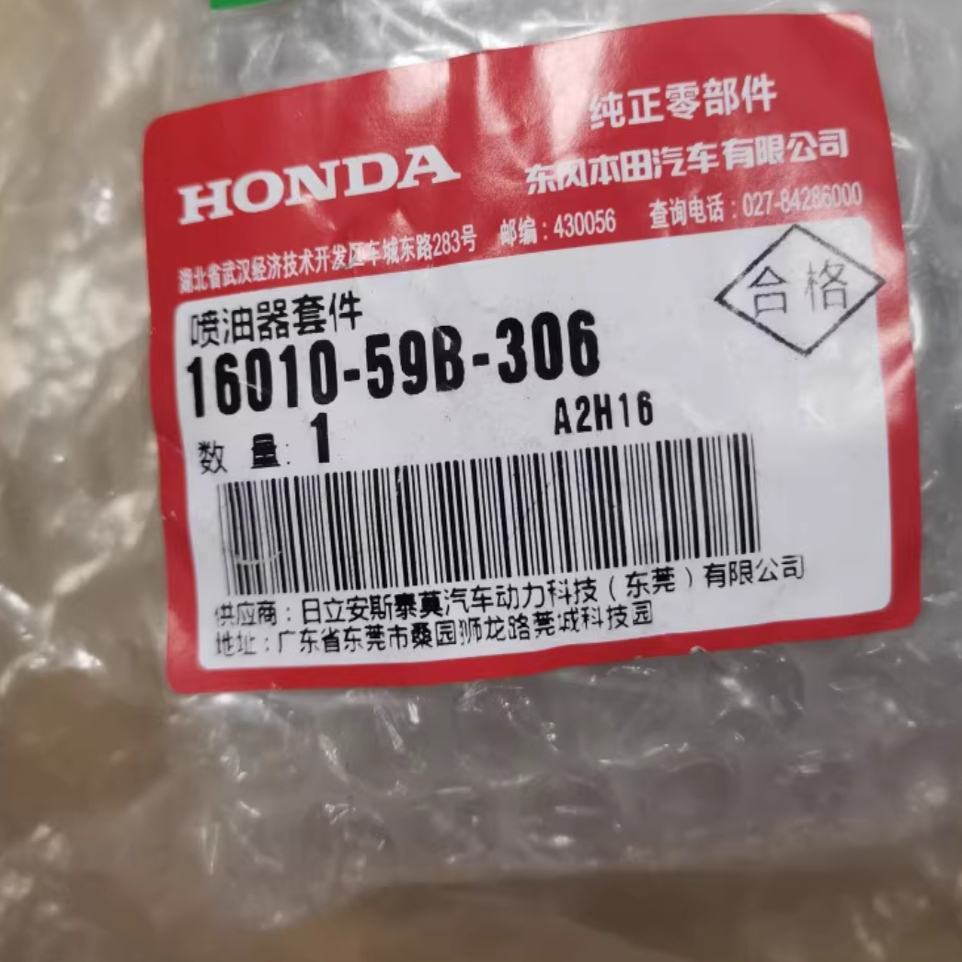 纯正零部件
HONDA
东风本田汽车有限公司
湖北省武汉经济技术开发区车城东路283号 邮编：430056 查询电话：027-84286000
合格
喷油器套件
16010-59B-306
数 量：1
A2H16
供应商：日立安斯泰莫汽车动力科技（东莞）有限公司
地址：广东省东莞市桑园狮龙路莞城科技园